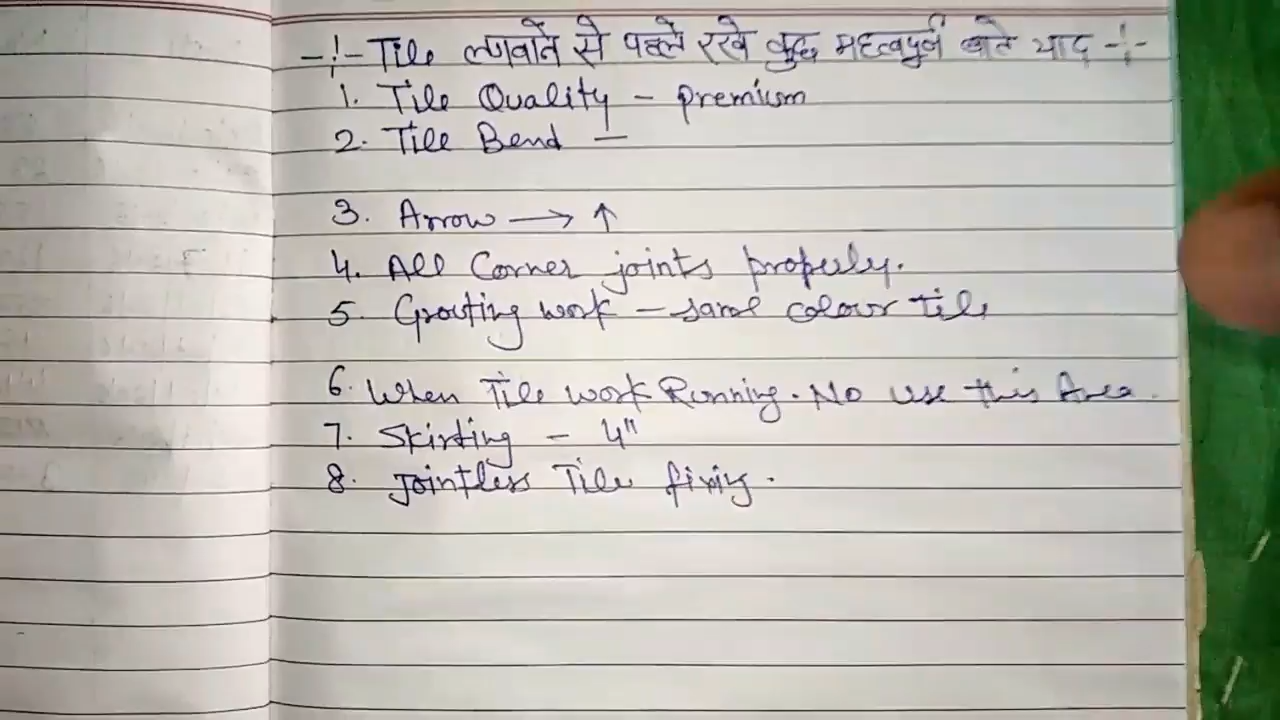 -:- Tile लगवाने से पहले रखे कुछ महत्वपूर्ण बाते याद -:-
1. Tile Quality - premium
2. Tile Bend -
3. Arrow → ↑
4. All Corner joints properly.
5. Grouting work - same colour tile
6. When Tile work Running. No use this Area.
7. Skirting - 4"
8. Jointless Tile fixing.